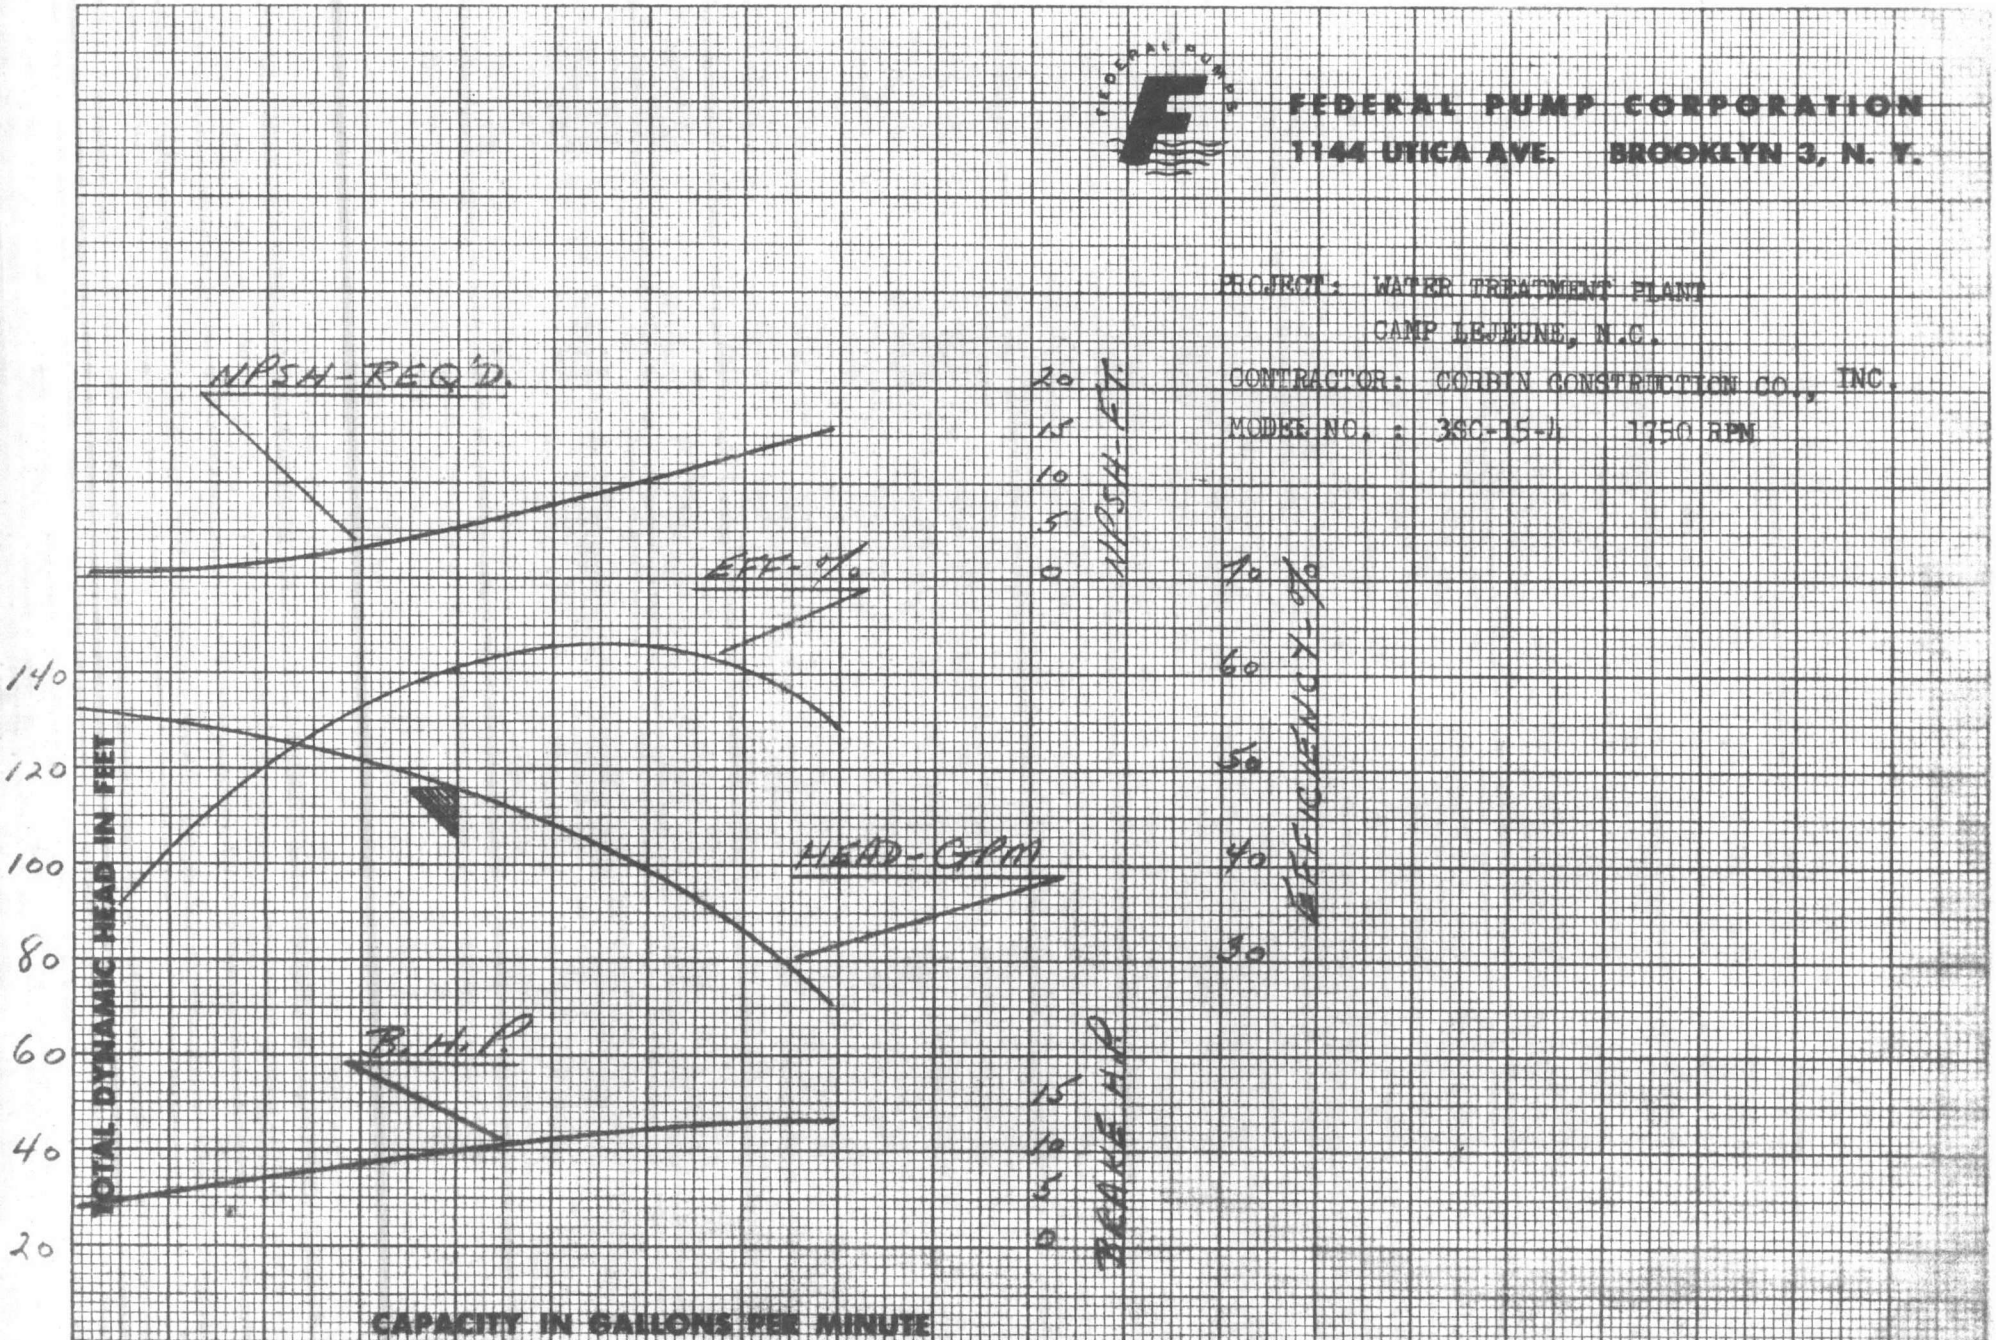 FEDERAL PUMPS
F
FEDERAL PUMP CORPORATION
1144 UTICA AVE. BROOKLYN 3, N. Y.
PROJECT: WATER TREATMENT PLANT
CAMP LEJEUNE, N.C.
CONTRACTOR: CORBIN CONSTRUCTION CO., INC.
MODEL NO. : 3SC-15-4 1750 RPM
NPSH-REQ'D.
20
15
10
5
0
NPSH-FT.
EFF-%
70
60
50
40
30
EFFICIENCY-%
140
120
100
80
60
40
20
TOTAL DYNAMIC HEAD IN FEET
HEAD-GPM
B.H.P.
15
10
5
0
BRAKE H.P.
CAPACITY IN GALLONS PER MINUTE